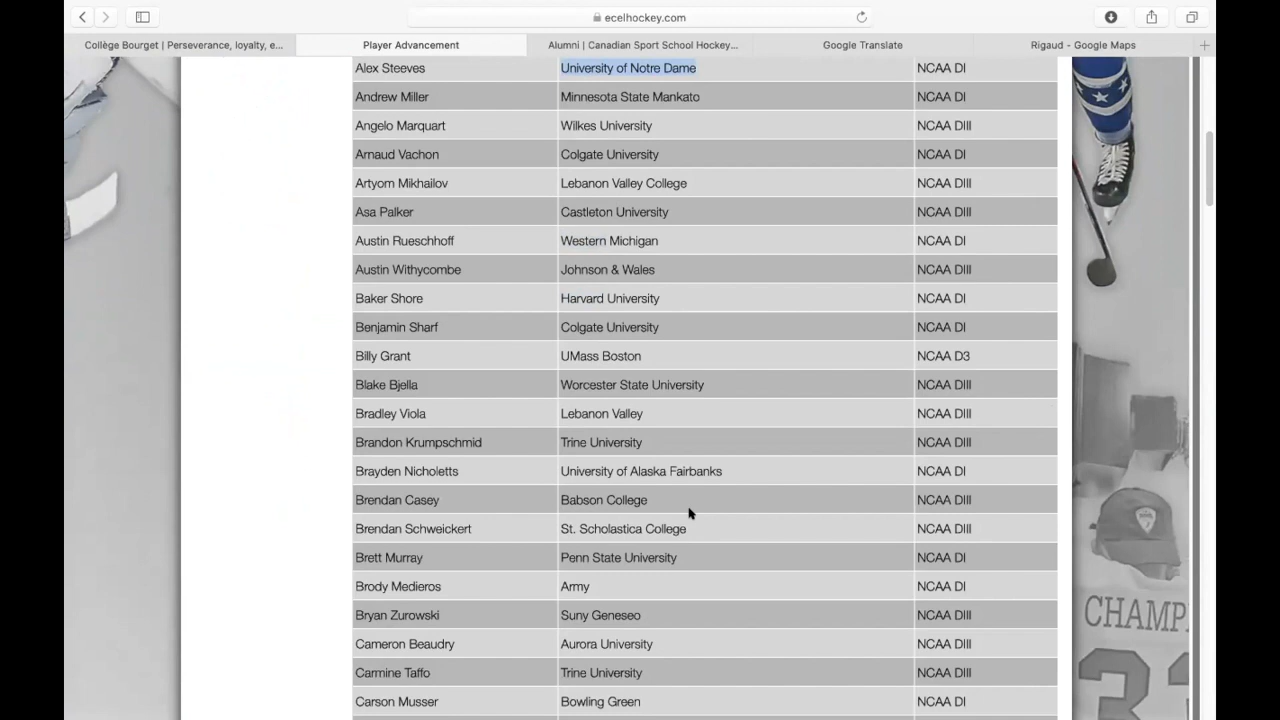 ecelhockey.com
Collège Bourget | Perseverance, loyalty, e... Player Advancement Alumni | Canadian Sport School Hockey... Google Translate Rigaud - Google Maps
Alex Steeves University of Notre Dame NCAA DI
Andrew Miller Minnesota State Mankato NCAA DI
Angelo Marquart Wilkes University NCAA DIII
Arnaud Vachon Colgate University NCAA DI
Artyom Mikhailov Lebanon Valley College NCAA DIII
Asa Palker Castleton University NCAA DIII
Austin Rueschhoff Western Michigan NCAA DI
Austin Withycombe Johnson & Wales NCAA DIII
Baker Shore Harvard University NCAA DI
Benjamin Sharf Colgate University NCAA DI
Billy Grant UMass Boston NCAA D3
Blake Bjella Worcester State University NCAA DIII
Bradley Viola Lebanon Valley NCAA DIII
Brandon Krumpschmid Trine University NCAA DIII
Brayden Nicholetts University of Alaska Fairbanks NCAA DI
Brendan Casey Babson College NCAA DIII
Brendan Schweickert St. Scholastica College NCAA DIII
Brett Murray Penn State University NCAA DI
Brody Medieros Army NCAA DI
Bryan Zurowski Suny Geneseo NCAA DIII
Cameron Beaudry Aurora University NCAA DIII
Carmine Taffo Trine University NCAA DIII
Carson Musser Bowling Green NCAA DI
CHAMP